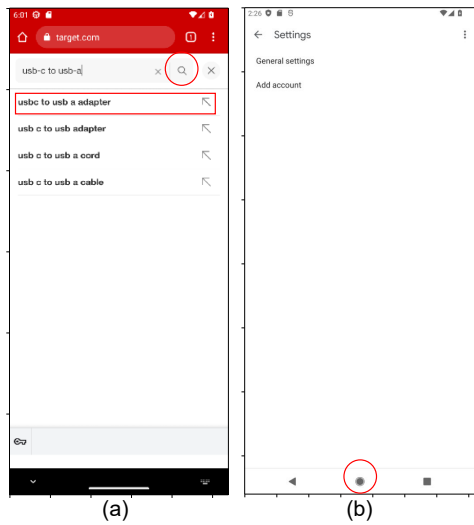 6:01
target.com
1
usb-c to usb-a
usbc to usb a adapter
usb c to usb adapter
usb c to usb a cord
usb c to usb a cable
(a)
2:26
Settings
General settings
Add account
(b)